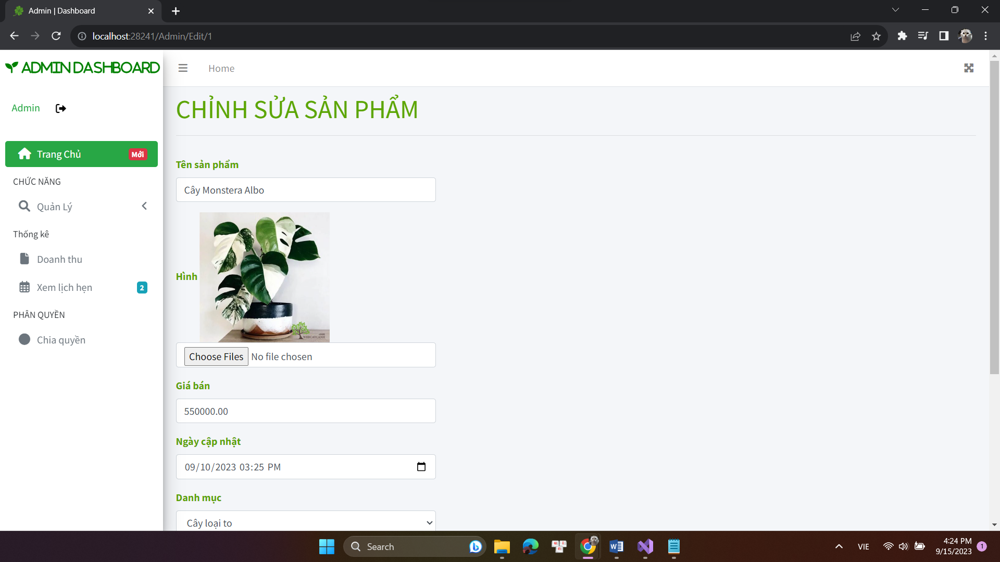 Admin | Dashboard
localhost:28241/Admin/Edit/1
ADMIN DASHBOARD
Home
Admin
CHỈNH SỬA SẢN PHẨM
Trang Chủ
Mới
CHỨC NĂNG
Quản Lý
Thống kê
Doanh thu
Xem lịch hẹn
2
PHÂN QUYỀN
Chia quyền
Tên sản phẩm
Cây Monstera Albo
Hình
.COM
WEBCAYCANH
Choose Files No file chosen
Giá bán
550000.00
Ngày cập nhật
09/10/2023 03:25 PM
Danh mục
Cây loại to
Search
VIE
4:24 PM
9/15/2023
1